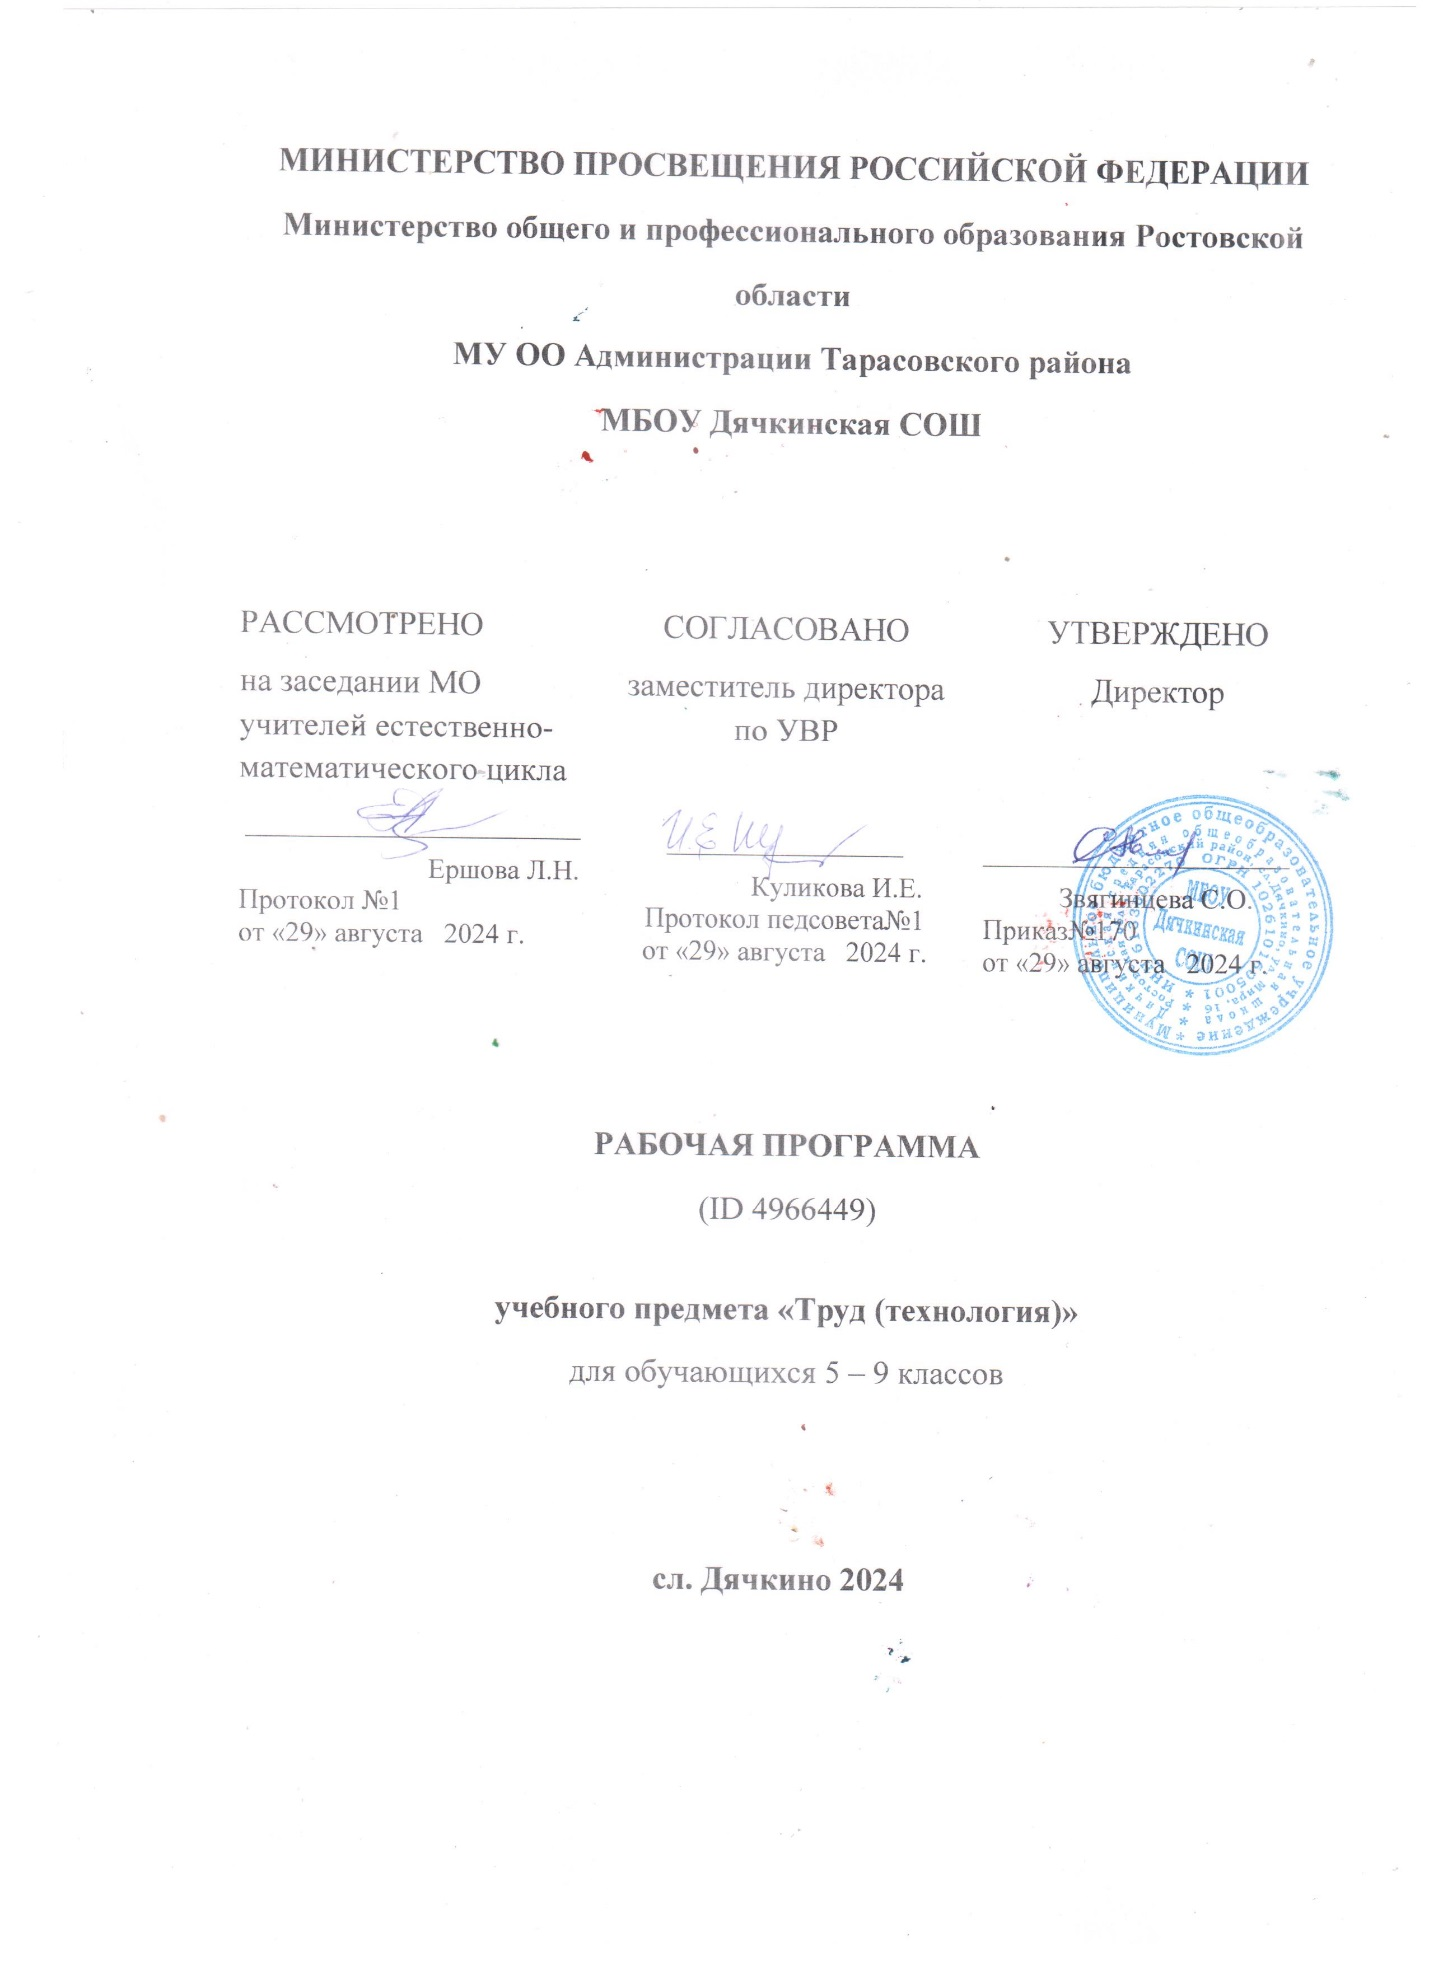 МИНИСТЕРСТВО ПРОСВЕЩЕНИЯ РОССИЙСКОЙ ФЕДЕРАЦИИ
Министерство общего и профессионального образования Ростовской
области
МУ ОО Администрации Тарасовского района
МБОУ Дячкинская СОШ
РАССМОТРЕНО
на заседании МО
учителей естественно-
математического цикла
Ершова Л.Н.
Протокол №1
от «29» августа 2024 г.
СОГЛАСОВАНО
заместитель директора
по УВР
Куликова И.Е.
Протокол педсовета№1
от «29» августа 2024 г.
УТВЕРЖДЕНО
Директор
Звягинцева С.О.
Приказ№170
от «29» августа 2024 г.
МБОУ
Дячкинская
СОШ
РАБОЧАЯ ПРОГРАММА
(ID 4966449)
учебного предмета «Труд (технология)»
для обучающихся 5 – 9 классов
сл. Дячкино 2024